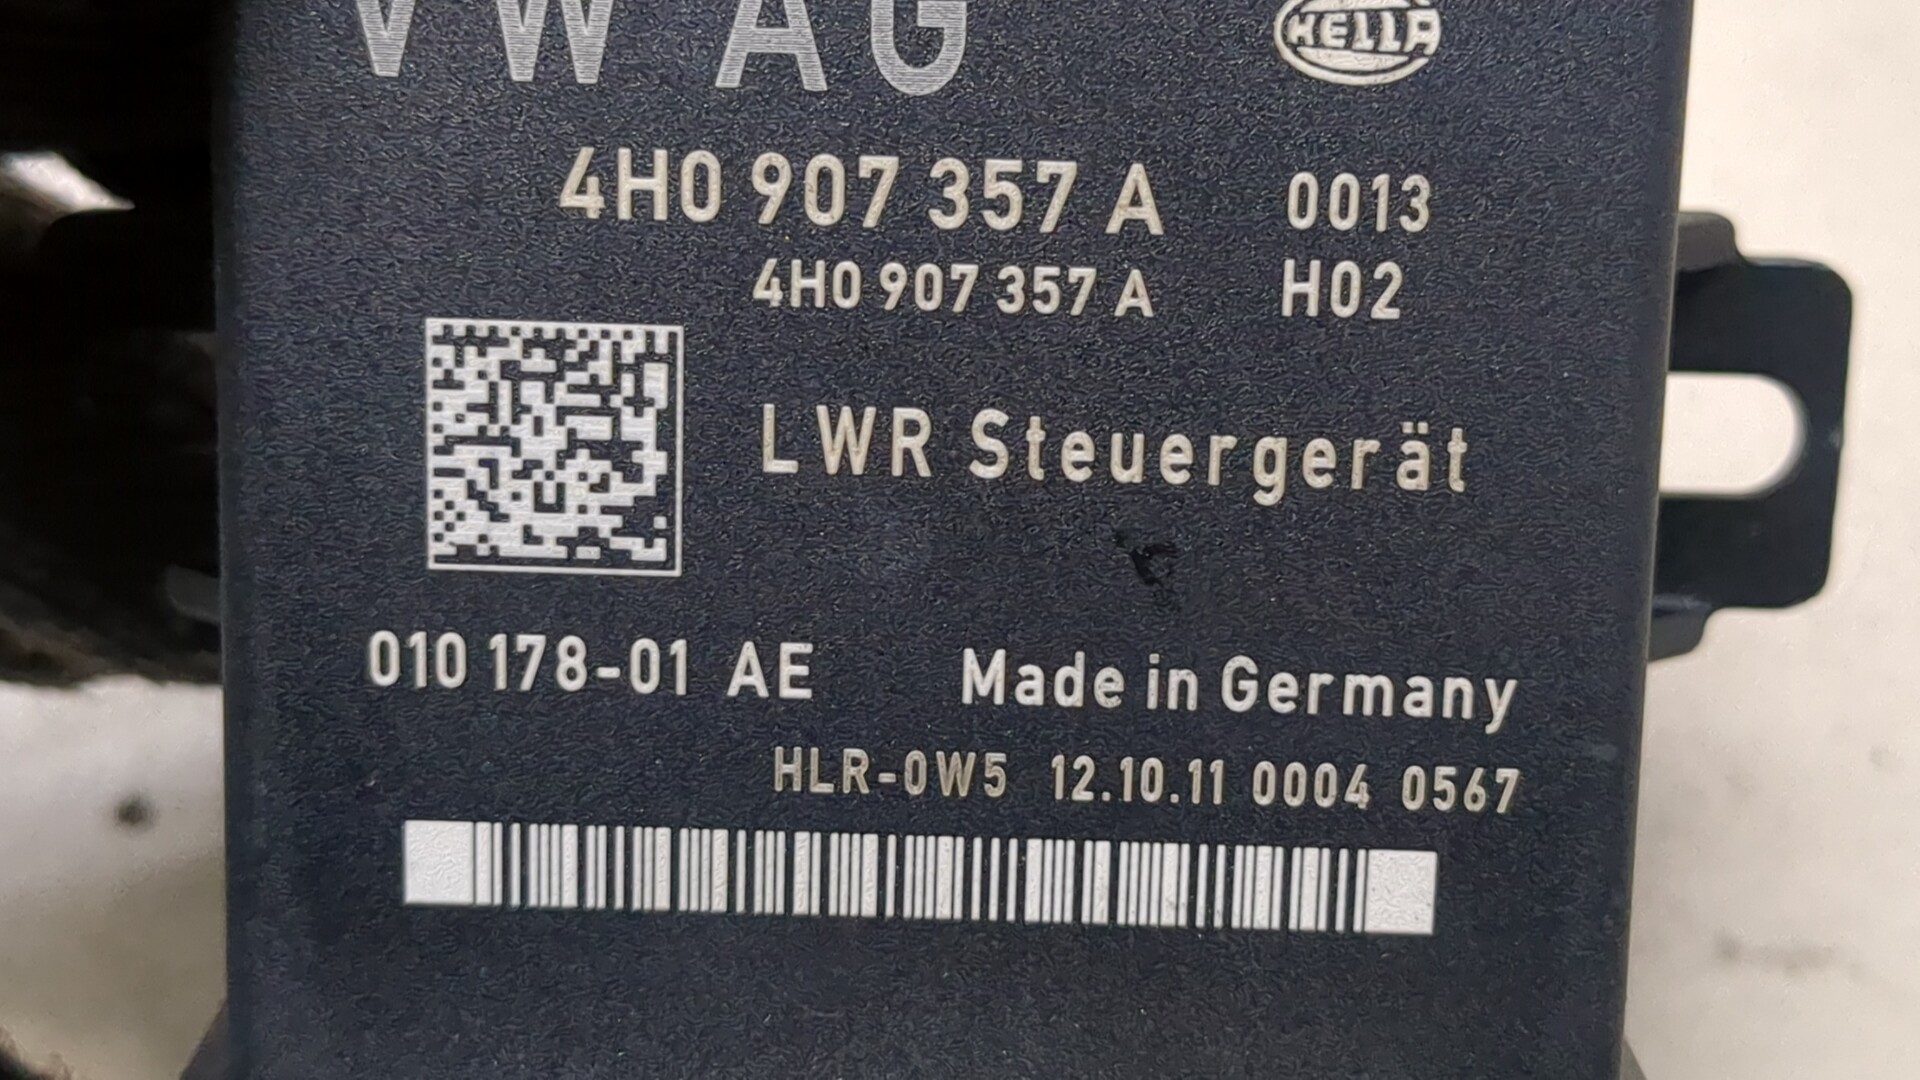 VW AG HELLA
4H0 907 357 A 0013
4H0 907 357 A H02
LWR Steuergerät
010 178-01 AE Made in Germany
HLR-0W5 12.10.11 0004 0567